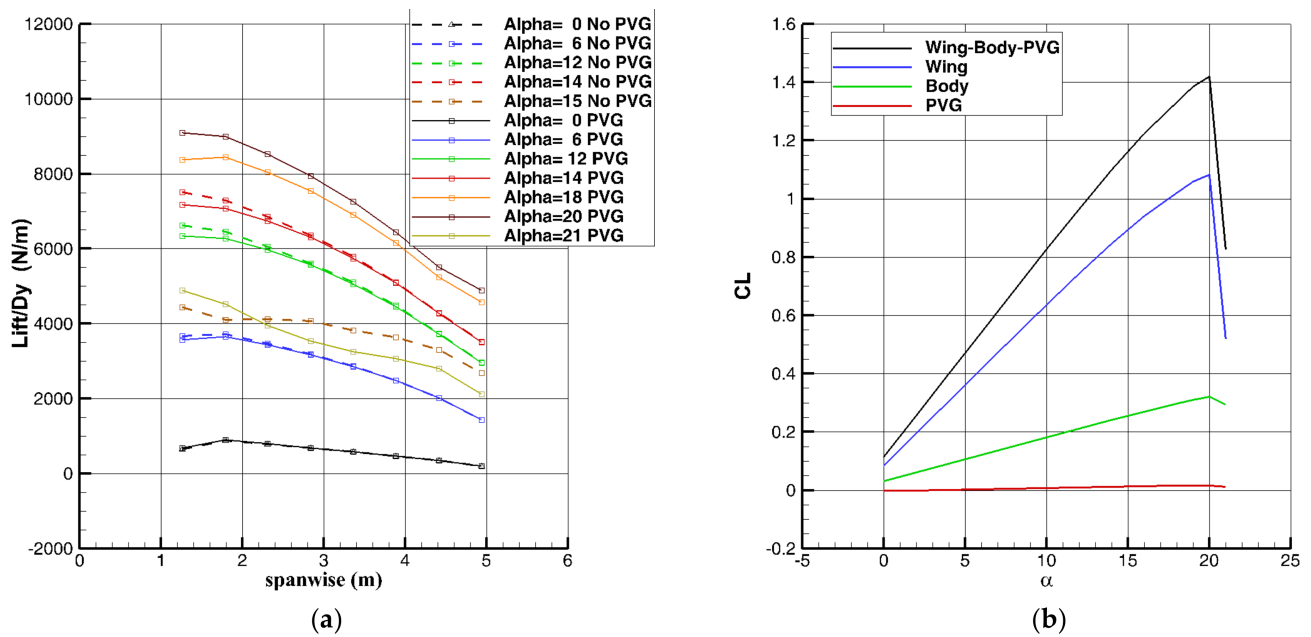 12000
10000
8000
6000
4000
2000
0
-2000
Lift/Dy (N/m)
0 1 2 3 4 5 6
spanwise (m)
Alpha= 0 No PVG
Alpha= 6 No PVG
Alpha=12 No PVG
Alpha=14 No PVG
Alpha=15 No PVG
Alpha= 0 PVG
Alpha= 6 PVG
Alpha= 12 PVG
Alpha=14 PVG
Alpha=18 PVG
Alpha=20 PVG
Alpha=21 PVG
(a)
1.6
1.4
1.2
1
0.8
0.6
0.4
0.2
0
-0.2
CL
-5 0 5 10 15 20 25
α
Wing-Body-PVG
Wing
Body
PVG
(b)